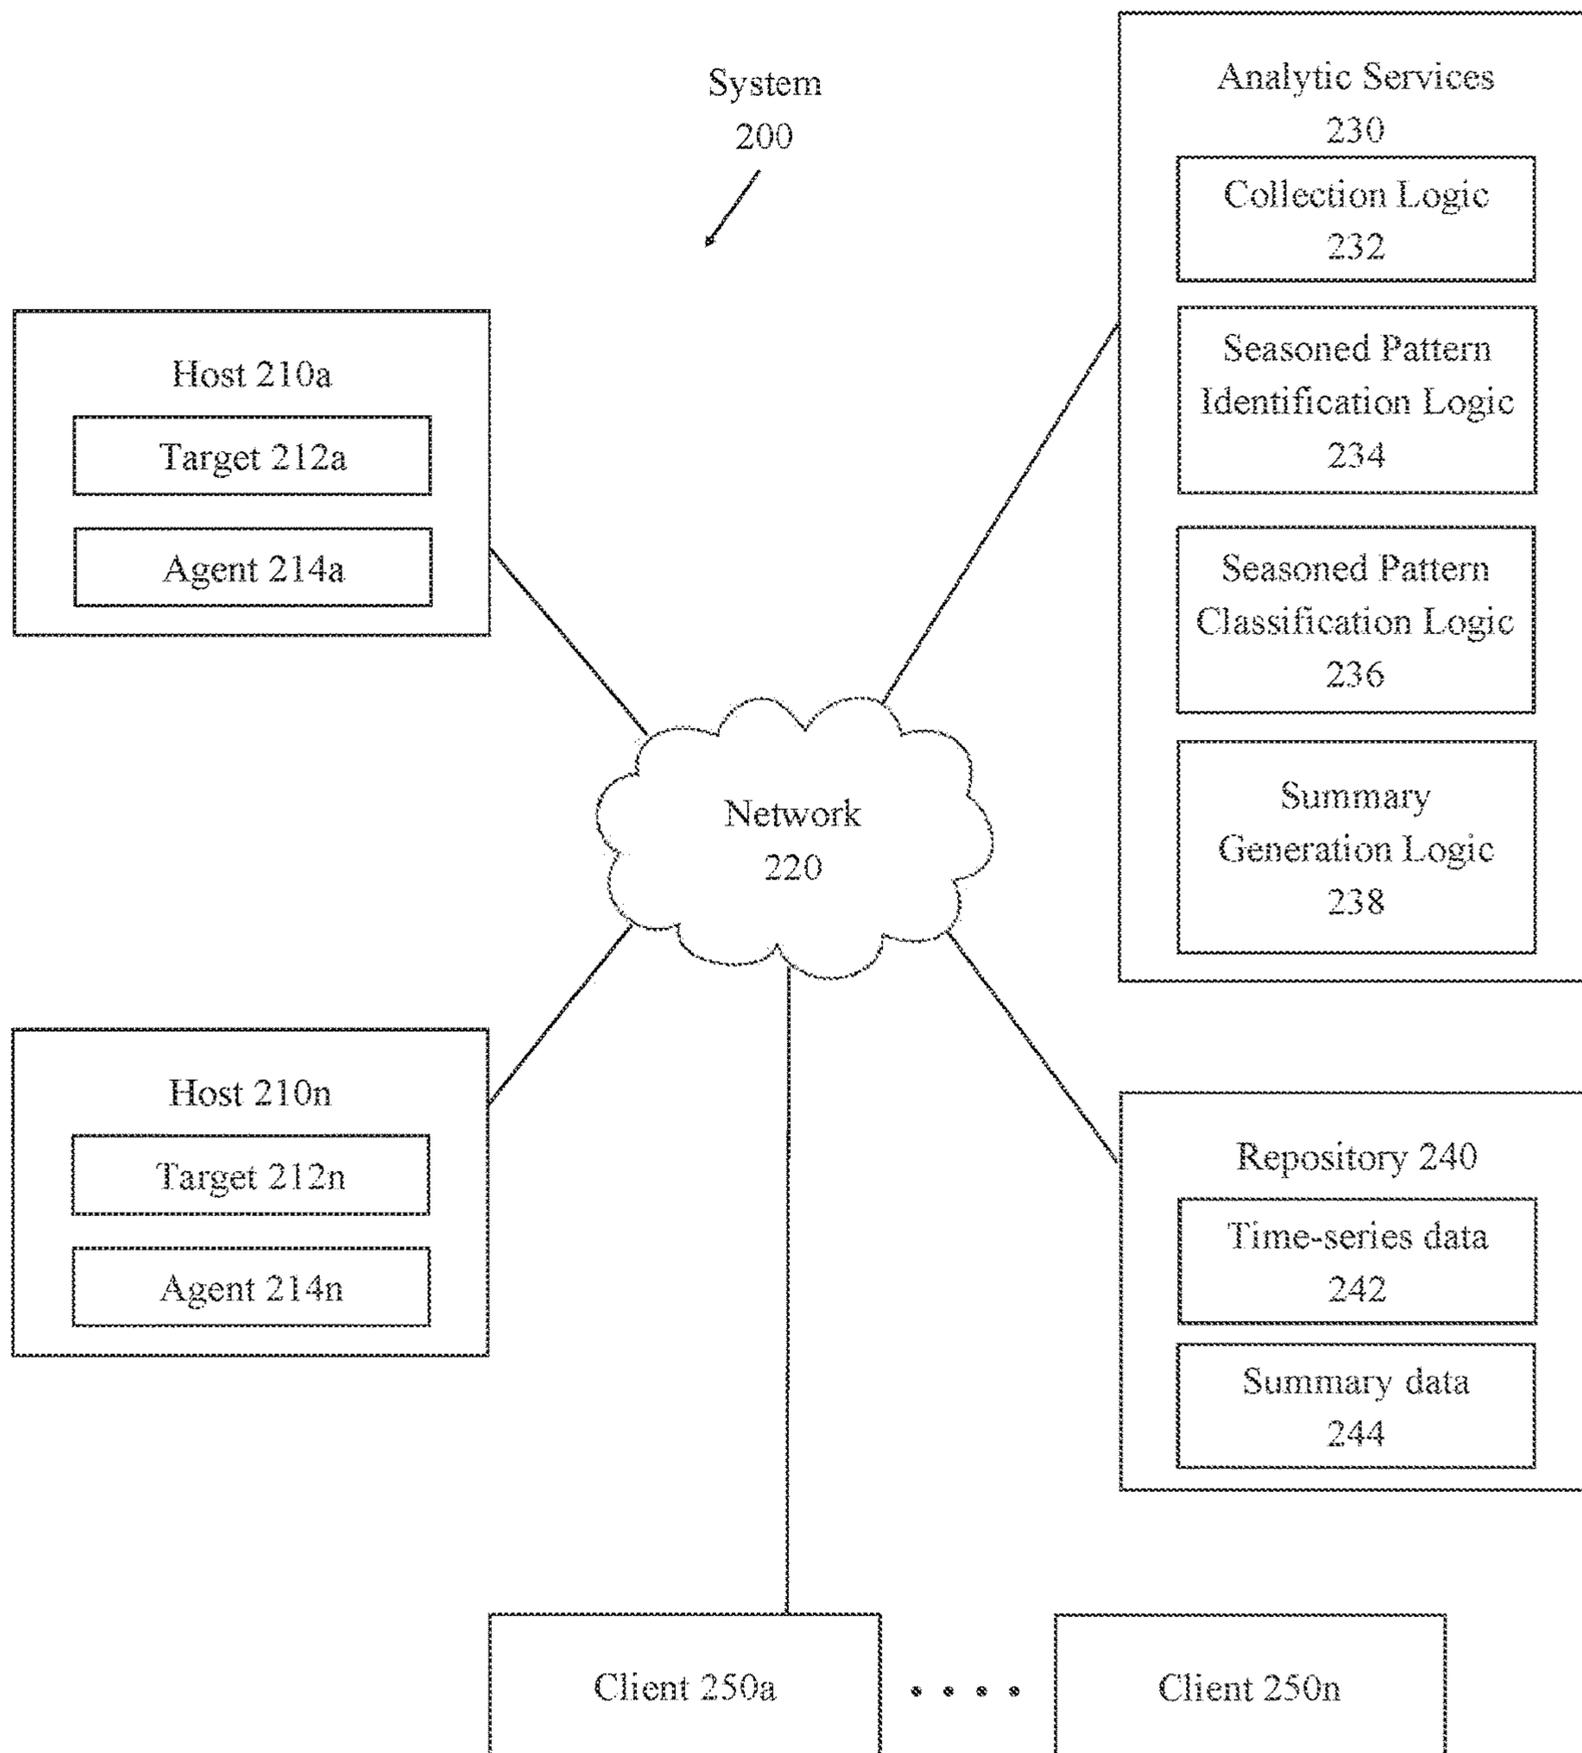 System
200
Analytic Services
230
Collection Logic
232
Seasoned Pattern
Identification Logic
234
Seasoned Pattern
Classification Logic
236
Summary
Generation Logic
238
Host 210a
Target 212a
Agent 214a
Network
220
Host 210n
Target 212n
Agent 214n
Repository 240
Time-series data
242
Summary data
244
Client 250a
Client 250n